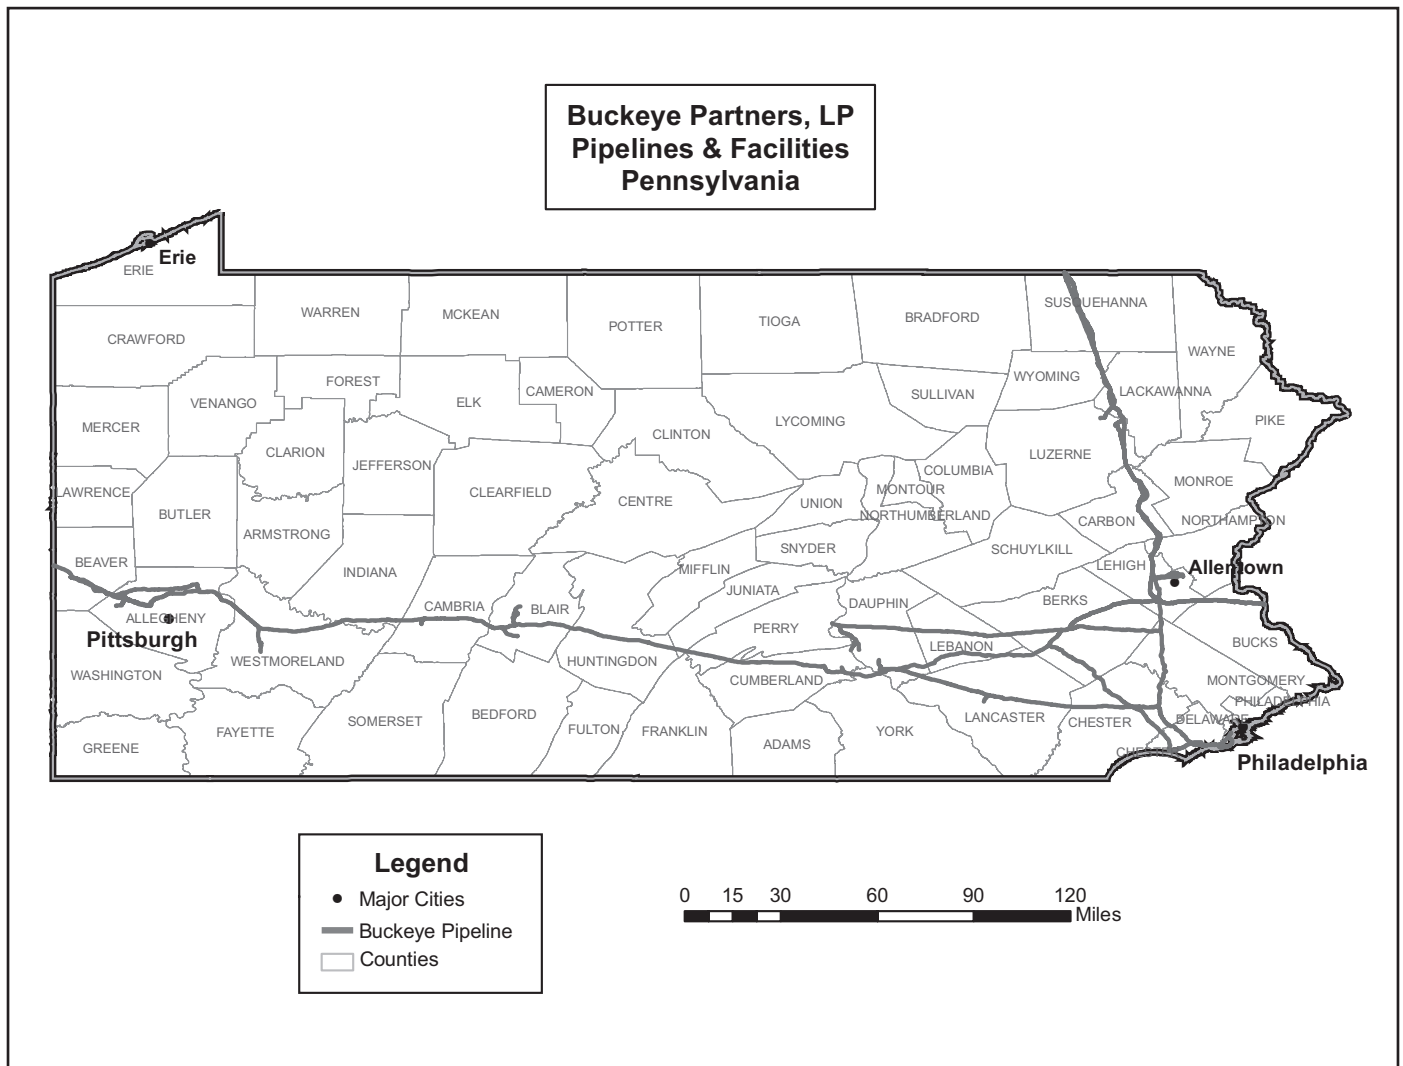 Buckeye Partners, LP
Pipelines & Facilities
Pennsylvania
Erie
ERIE
WARREN
MCKEAN
POTTER
TIOGA
BRADFORD
SUSQUEHANNA
CRAWFORD
WAYNE
FOREST
CAMERON
WYOMING
LACKAWANNA
VENANGO
ELK
SULLIVAN
MERCER
CLINTON
LYCOMING
PIKE
CLARION
JEFFERSON
COLUMBIA
LUZERNE
LAWRENCE
CLEARFIELD
CENTRE
UNION
MONTOUR
MONROE
BUTLER
NORTHUMBERLAND
CARBON
NORTHAMPTON
ARMSTRONG
SNYDER
SCHUYLKILL
BEAVER
INDIANA
MIFFLIN
LEHIGH
Allentown
CAMBRIA
BLAIR
JUNIATA
DAUPHIN
BERKS
ALLEGHENY
Pittsburgh
PERRY
LEBANON
BUCKS
WASHINGTON
WESTMORELAND
HUNTINGDON
CUMBERLAND
MONTGOMERY
PHILADELPHIA
SOMERSET
BEDFORD
FULTON
FRANKLIN
LANCASTER
CHESTER
DELAWARE
GREENE
FAYETTE
ADAMS
YORK
Philadelphia
Legend
Major Cities
Buckeye Pipeline
Counties
0 15 30 60 90 120
Miles